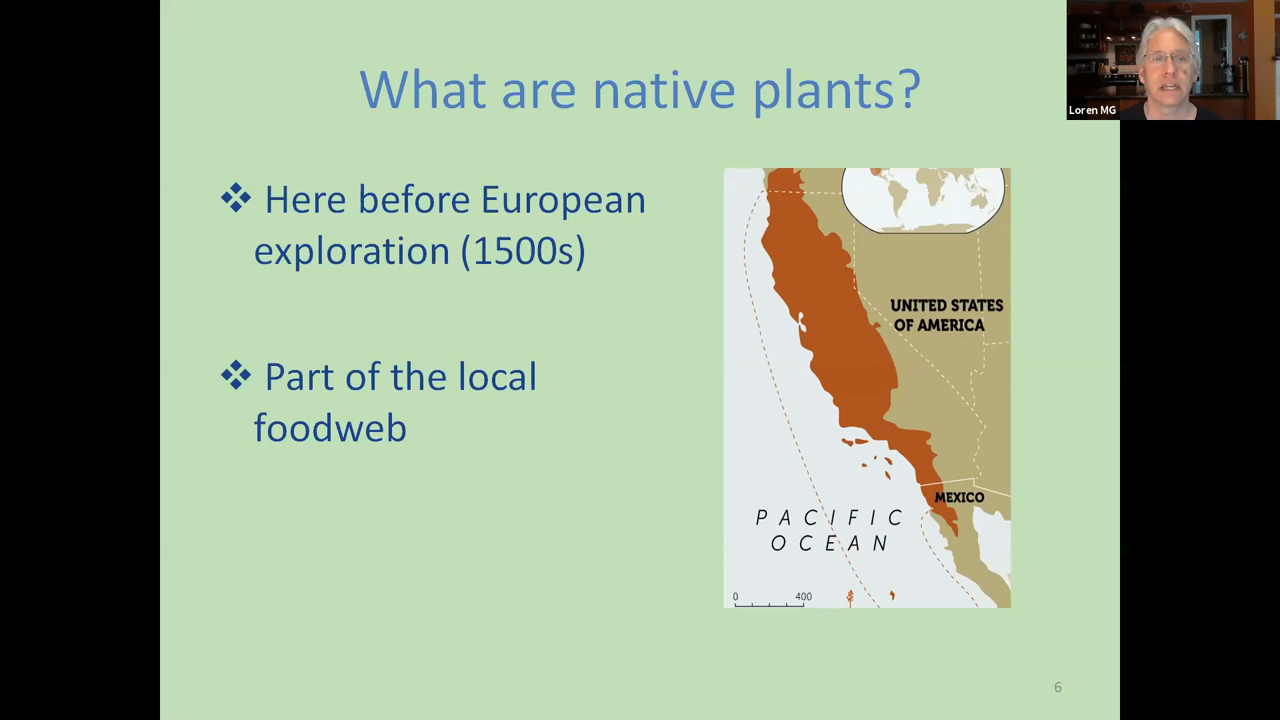 What are native plants?
Loren MG
❖ Here before European
exploration (1500s)
❖ Part of the local
foodweb
UNITED STATES
OF AMERICA
MEXICO
PACIFIC
OCEAN
0 400
6